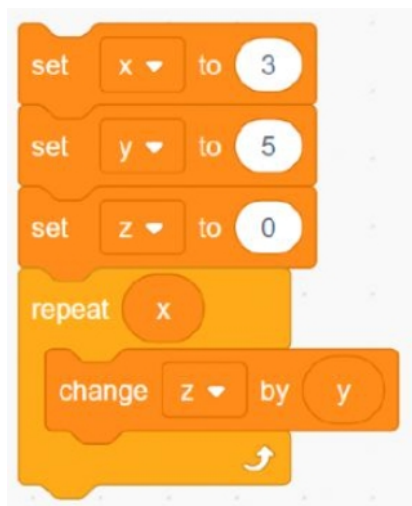 set x to 3
set y to 5
set z to 0
repeat x
change z by y